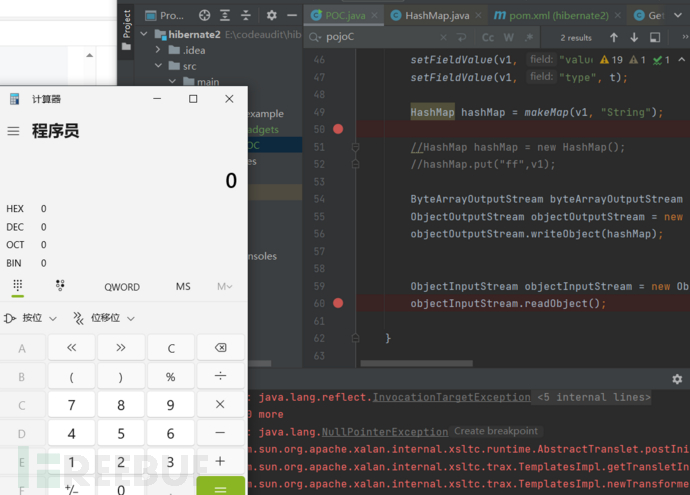 Project
Pro...
hibernate2 E:\codeaudit\hib
.idea
src
main
example
adgets
OC
es
nsoles
POC.java
HashMap.java
pom.xml (hibernate2)
Get
pojoC
Cc
W
.*
2 results
46 setFieldValue(v1, field: "valu 19 1 1
47 setFieldValue(v1, field: "type", t);
48
49 HashMap hashMap = makeMap(v1, "String");
50
51 //HashMap hashMap = new HashMap();
52 //hashMap.put("ff",v1);
53
54 ByteArrayOutputStream byteArrayOutputStream
55 ObjectOutputStream objectOutputStream = new
56 objectOutputStream.writeObject(hashMap);
57
58
59 ObjectInputStream objectInputStream = new Ob
60 objectInputStream.readObject();
61
62 }
63
计算器
程序员
0
HEX 0
DEC 0
OCT 0
BIN 0
QWORD MS M
按位 位移位
A << >> C
B ( ) % ÷
C 7 8 9 ×
D 4 5 6 −
E 1 2 3 +
F +/− 0 . =
: java.lang.reflect.InvocationTargetException <5 internal lines>
0 more
: java.lang.NullPointerException Create breakpoint
m.sun.org.apache.xalan.internal.xsltc.runtime.AbstractTranslet.postIni
m.sun.org.apache.xalan.internal.xsltc.trax.TemplatesImpl.getTransletIn
m.sun.org.apache.xalan.internal.xsltc.trax.TemplatesImpl.newTransforme
FREEBUF